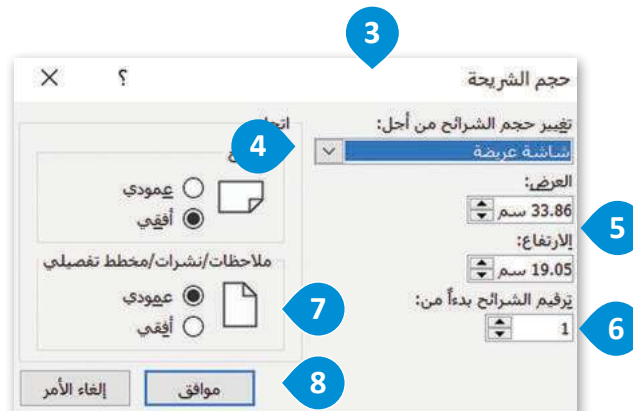 3
حجم الشريحة
؟
تغيير حجم الشرائح من أجل:
شاشة عريضة
4
العرض:
33.86 سم
5
الارتفاع:
19.05 سم
ترقيم الشرائح بدءاً من:
1
6
عمودي
أفقي
ملاحظات/نشرات/مخطط تفصيلي
عمودي
أفقي
7
8
موافق
إلغاء الأمر